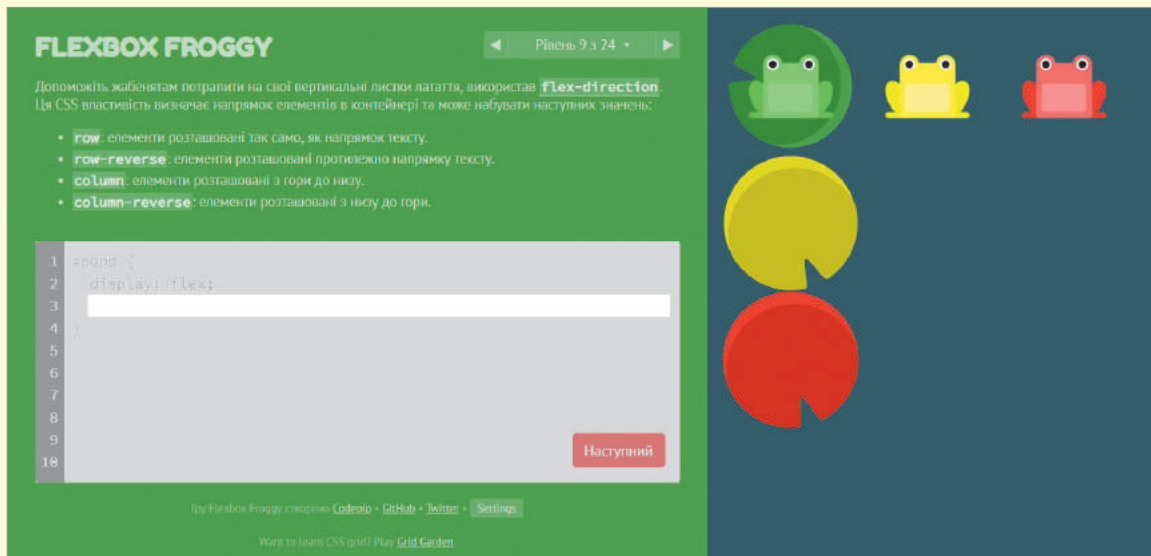 FLEXBOX FROGGY
◀ Рівень 9 з 24 ▾ ▶
Допоможіть жабенятам потрапити на свої вертикальні листки латаття, використав flex-direction.
Ця CSS властивість визначає напрямок елементів в контейнері та може набувати наступних значень:
• row: елементи розташовані так само, як напрямок тексту.
• row-reverse: елементи розташовані протилежно напрямку тексту.
• column: елементи розташовані з гори до низу.
• column-reverse: елементи розташовані з низу до гори.
1 #pond {
2 display: flex;
3
4 }
5
6
7
8
9
10
Наступний
Гру Flexbox Froggy створено Codepip • GitHub • Twitter • Settings
Want to learn CSS grid? Play Grid Garden.